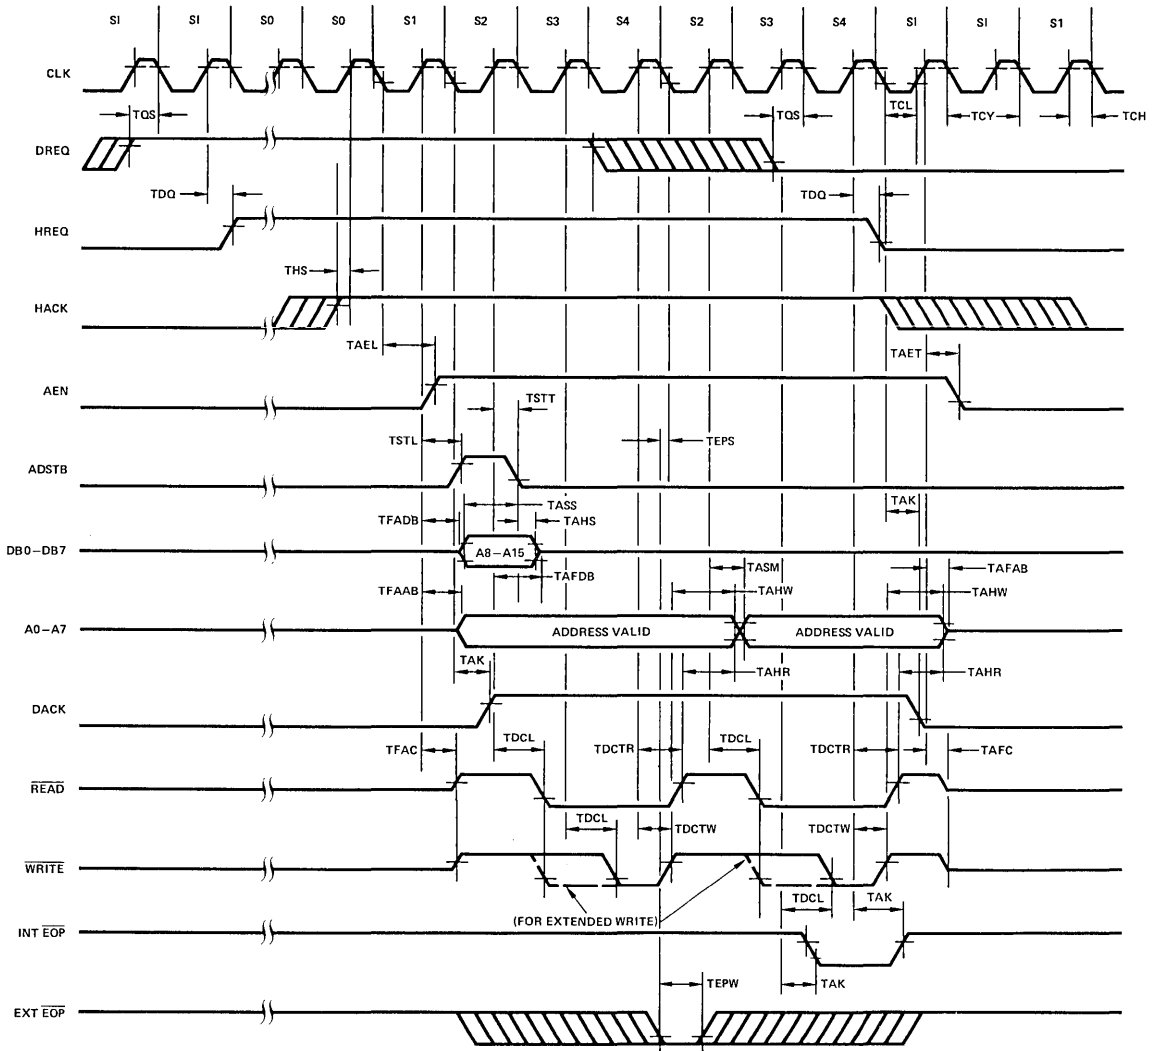 SI SI S0 S0 S1 S2 S3 S4 S2 S3 S4 SI SI S1
CLK
TQS TQS TCL TCY TCH
DREQ
TDQ TDQ
HREQ
THS
HACK
TAEL TAET
AEN
TSTT
TSTL TEPS
ADSTB
TASS TAK
TFADB TAHS
DB0–DB7 A8–A15
TAFDB TASM TAFAB
TFAAB TAHW TAHW
A0–A7 ADDRESS VALID ADDRESS VALID
TAK TAHR TAHR
DACK
TFAC TDCL TDCTR TDCL TDCTR TAFC
READ
TDCL TDCTW TDCTW
WRITE
(FOR EXTENDED WRITE) TDCL TAK
INT EOP
TEPW TAK
EXT EOP